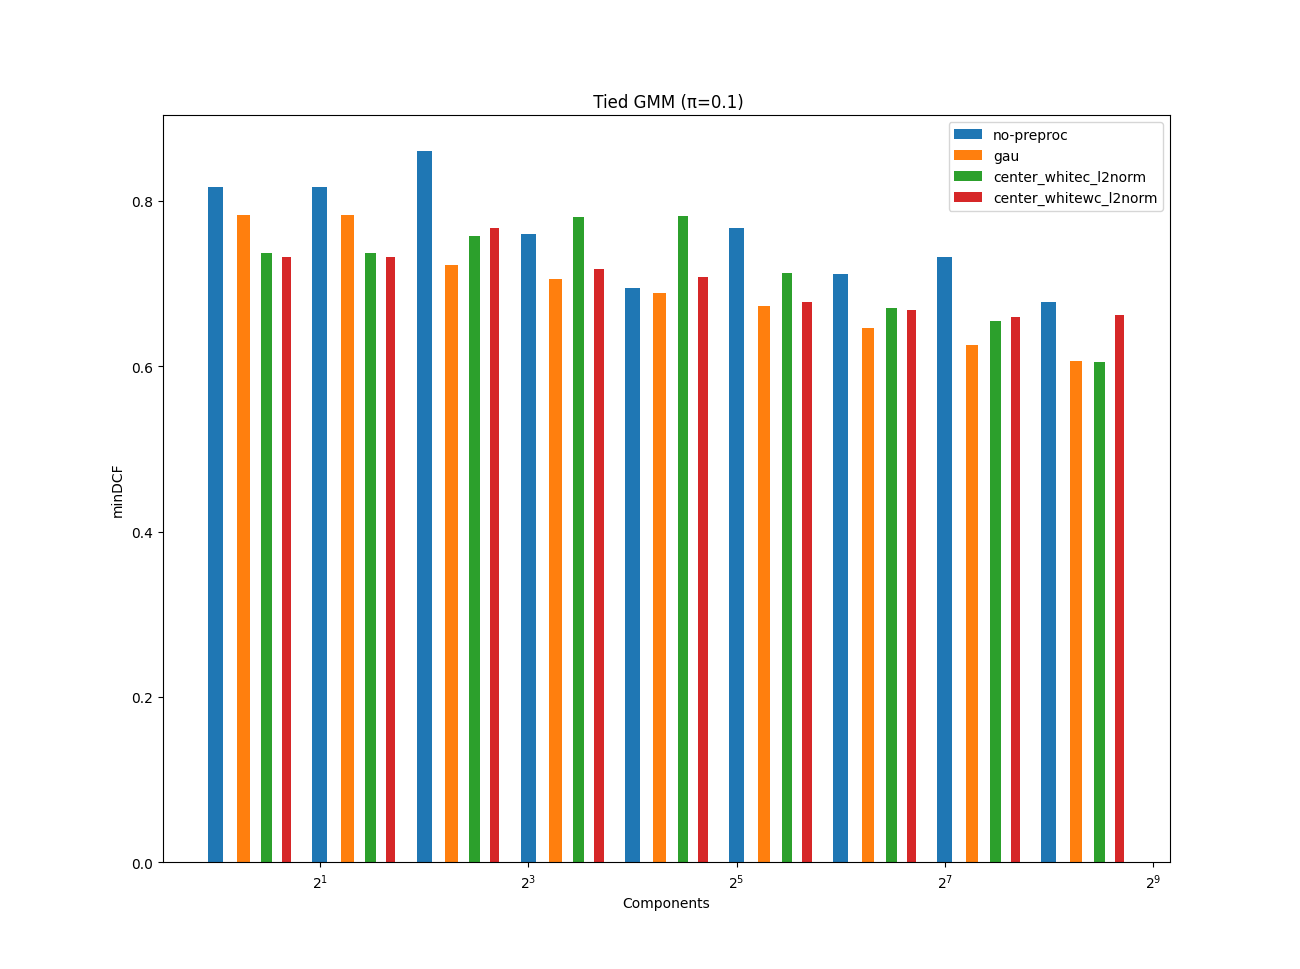 Tied GMM (π=0.1)
no-preproc
gau
center_whitec_l2norm
center_whitewc_l2norm
0.8
0.6
0.4
0.2
0.0
minDCF
2¹ 2³ 2⁵ 2⁷ 2⁹
Components